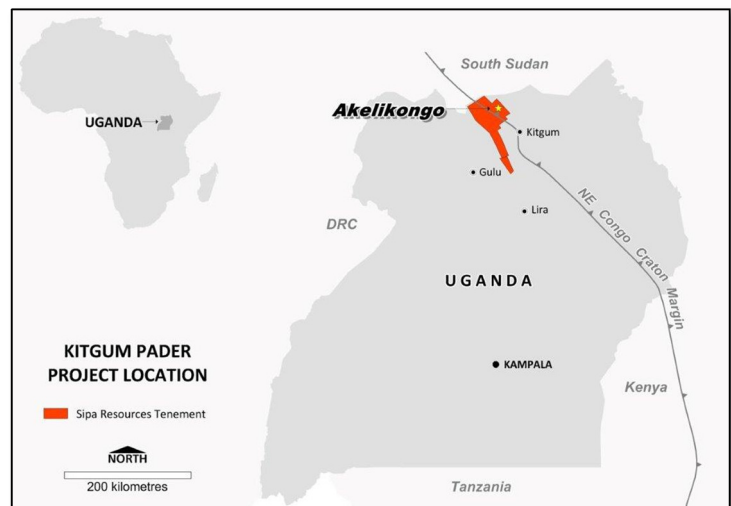 UGANDA
South Sudan
Akelikongo
Kitgum
Gulu
Lira
DRC
NE Congo Craton Margin
UGANDA
KITGUM PADER
PROJECT LOCATION
KAMPALA
Kenya
Sipa Resources Tenement
NORTH
200 kilometres
Tanzania